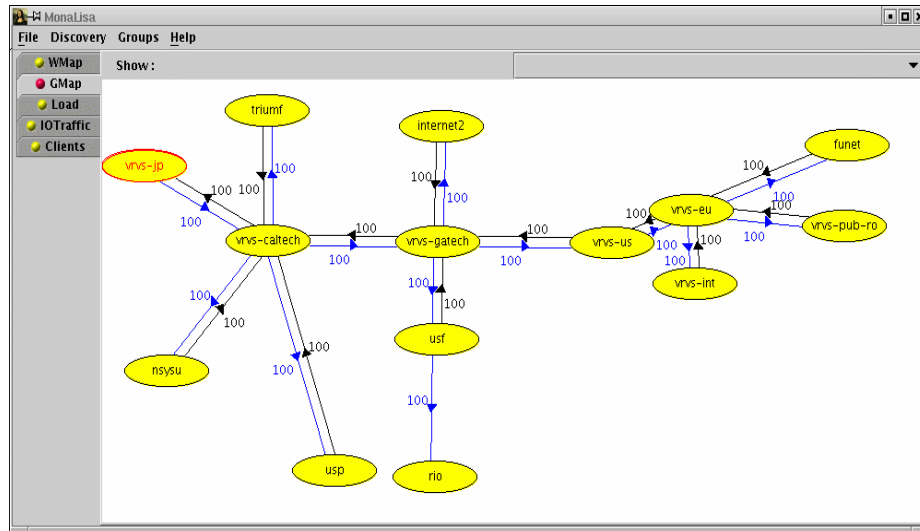 MonaLisa
File Discovery Groups Help
WMap
GMap
Load
IOTraffic
Clients
Show :
triumf
internet2
funet
vrvs-jp
100
100
100
100
100
100
100
100
100
vrvs-eu
vrvs-pub-ro
100
100
100
100
100
vrvs-caltech
vrvs-gatech
vrvs-us
100
100
100
100
100
vrvs-int
100
100
100
100
100
usf
nsysu
100
100
100
usp
rio